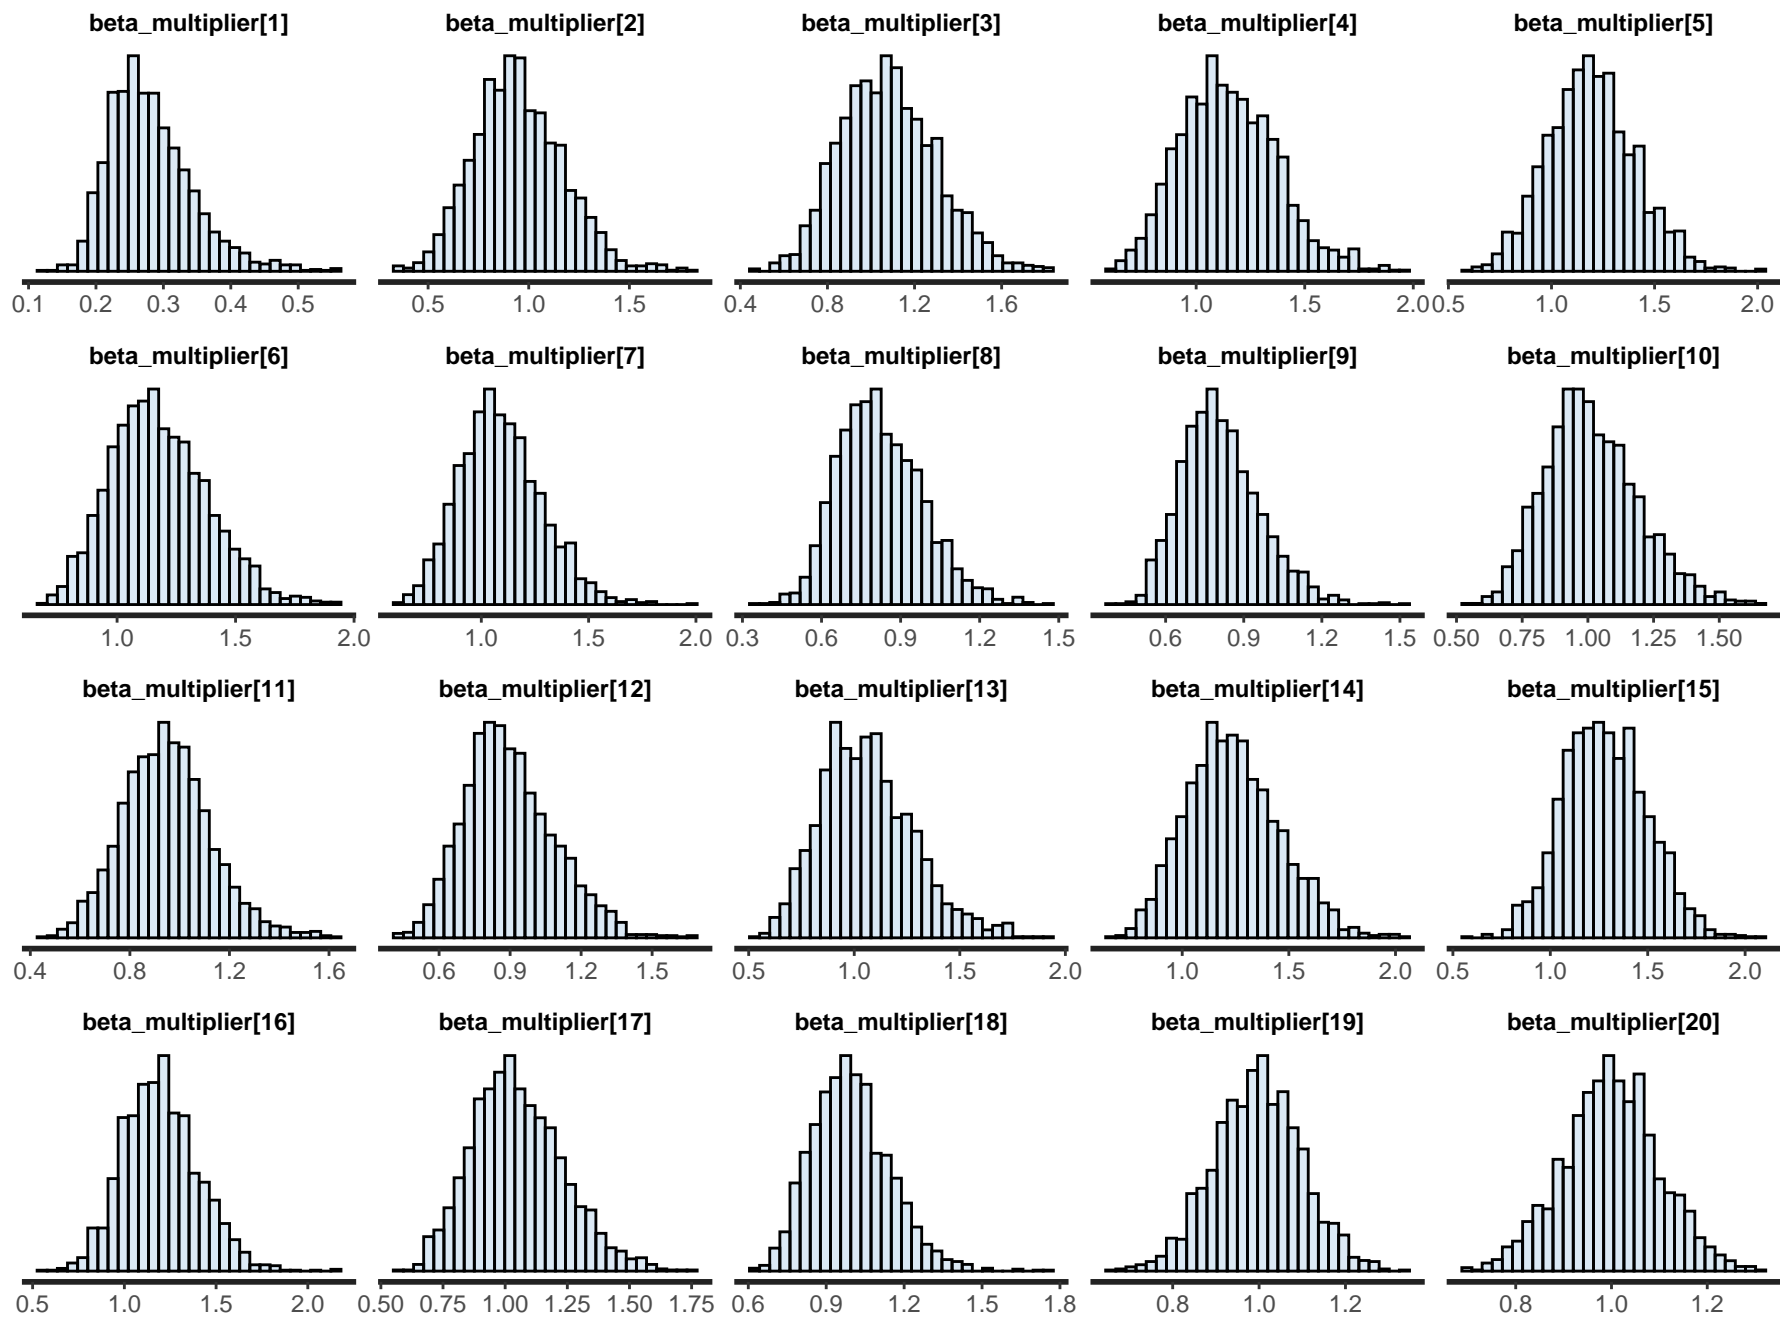 beta_multiplier[1] beta_multiplier[2] beta_multiplier[3] beta_multiplier[4] beta_multiplier[5]
0.1 0.2 0.3 0.4 0.5 0.5 1.0 1.5 0.4 0.8 1.2 1.6 1.0 1.5 2.0 0.5 1.0 1.5 2.0
beta_multiplier[6] beta_multiplier[7] beta_multiplier[8] beta_multiplier[9] beta_multiplier[10]
1.0 1.5 2.0 1.0 1.5 2.0 0.3 0.6 0.9 1.2 1.5 0.6 0.9 1.2 1.5 0.50 0.75 1.00 1.25 1.50
beta_multiplier[11] beta_multiplier[12] beta_multiplier[13] beta_multiplier[14] beta_multiplier[15]
0.4 0.8 1.2 1.6 0.6 0.9 1.2 1.5 0.5 1.0 1.5 2.0 1.0 1.5 2.0 0.5 1.0 1.5 2.0
beta_multiplier[16] beta_multiplier[17] beta_multiplier[18] beta_multiplier[19] beta_multiplier[20]
0.5 1.0 1.5 2.0 0.50 0.75 1.00 1.25 1.50 1.75 0.6 0.9 1.2 1.5 1.8 0.8 1.0 1.2 0.8 1.0 1.2